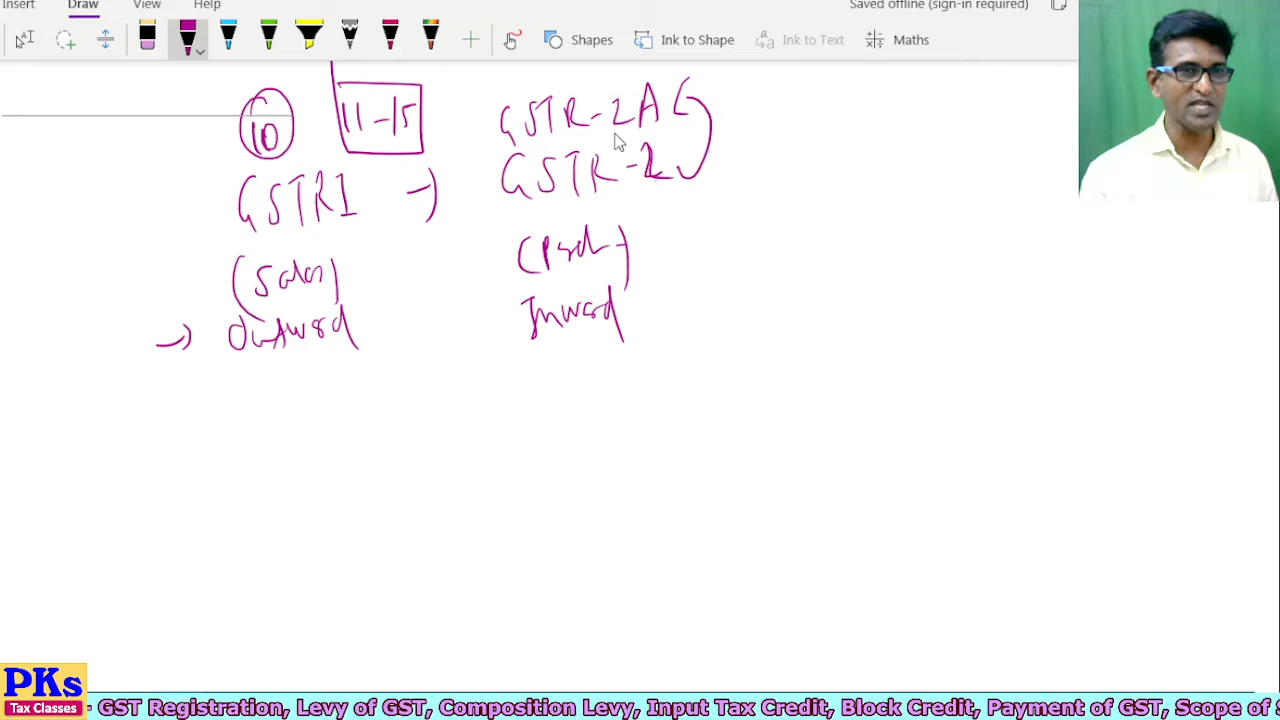 Insert Draw View Help Saved offline (sign-in required)
Shapes Ink to Shape Ink to Text Maths
10 11-15 GSTR-2A
GSTR1 → GSTR-2
(Sales) (Purch)
→ Outward Inward
PKs
Tax Classes
- GST Registration, Levy of GST, Composition Levy, Input Tax Credit, Block Credit, Payment of GST, Scope of S